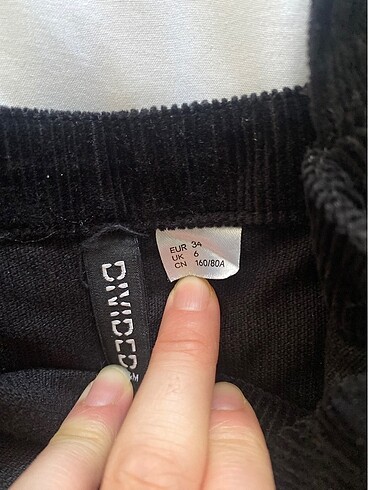 EUR 34
UK 6
CN 160/80A
DIVIDED